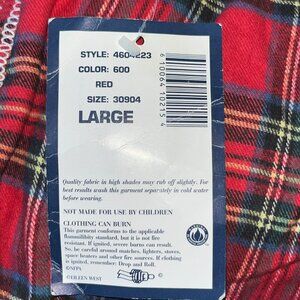 STYLE: 4604223
COLOR: 600
RED
SIZE: 30904
LARGE
Quality fabric in high shades may rub off slightly. For
best results wash this garment separately in cold water
before wearing.
NOT MADE FOR USE BY CHILDREN
CLOTHING CAN BURN
This garment conforms to the applicable
flammibility standard, but it is not fire
resistant. If ignited, severe burns can result.
So, be careful around matches, lighters, stoves,
space heaters and other fire sources. If clothing
is ignited, remember: Drop and Roll.
©NFPA
©EILEEN WEST